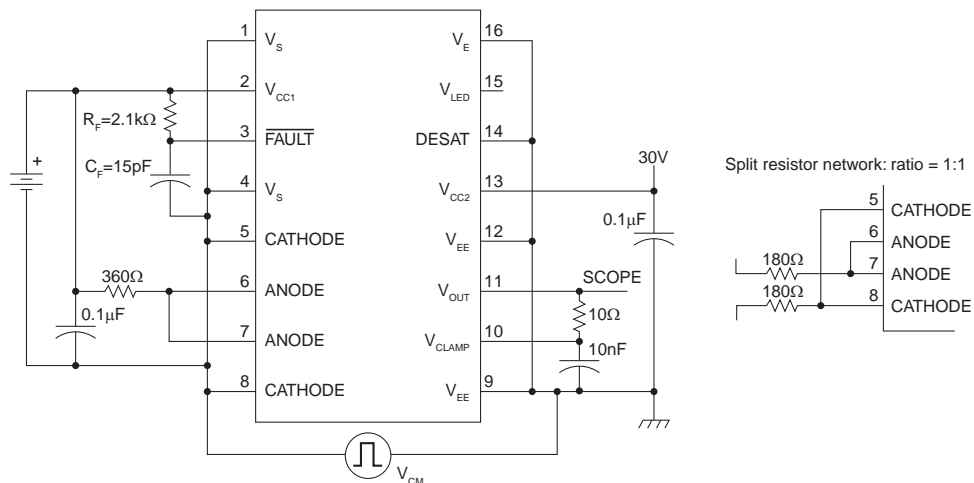 1 V_S V_E 16
2 V_CC1 V_LED 15
R_F=2.1kΩ
3 FAULT DESAT 14
+
C_F=15pF
30V
4 V_S V_CC2 13
0.1µF
5 CATHODE V_EE 12
360Ω
6 ANODE V_OUT 11
SCOPE
0.1µF
10Ω
7 ANODE V_CLAMP 10
10nF
8 CATHODE V_EE 9
V_CM
Split resistor network: ratio = 1:1
5 CATHODE
6 ANODE
180Ω 7 ANODE
180Ω 8 CATHODE